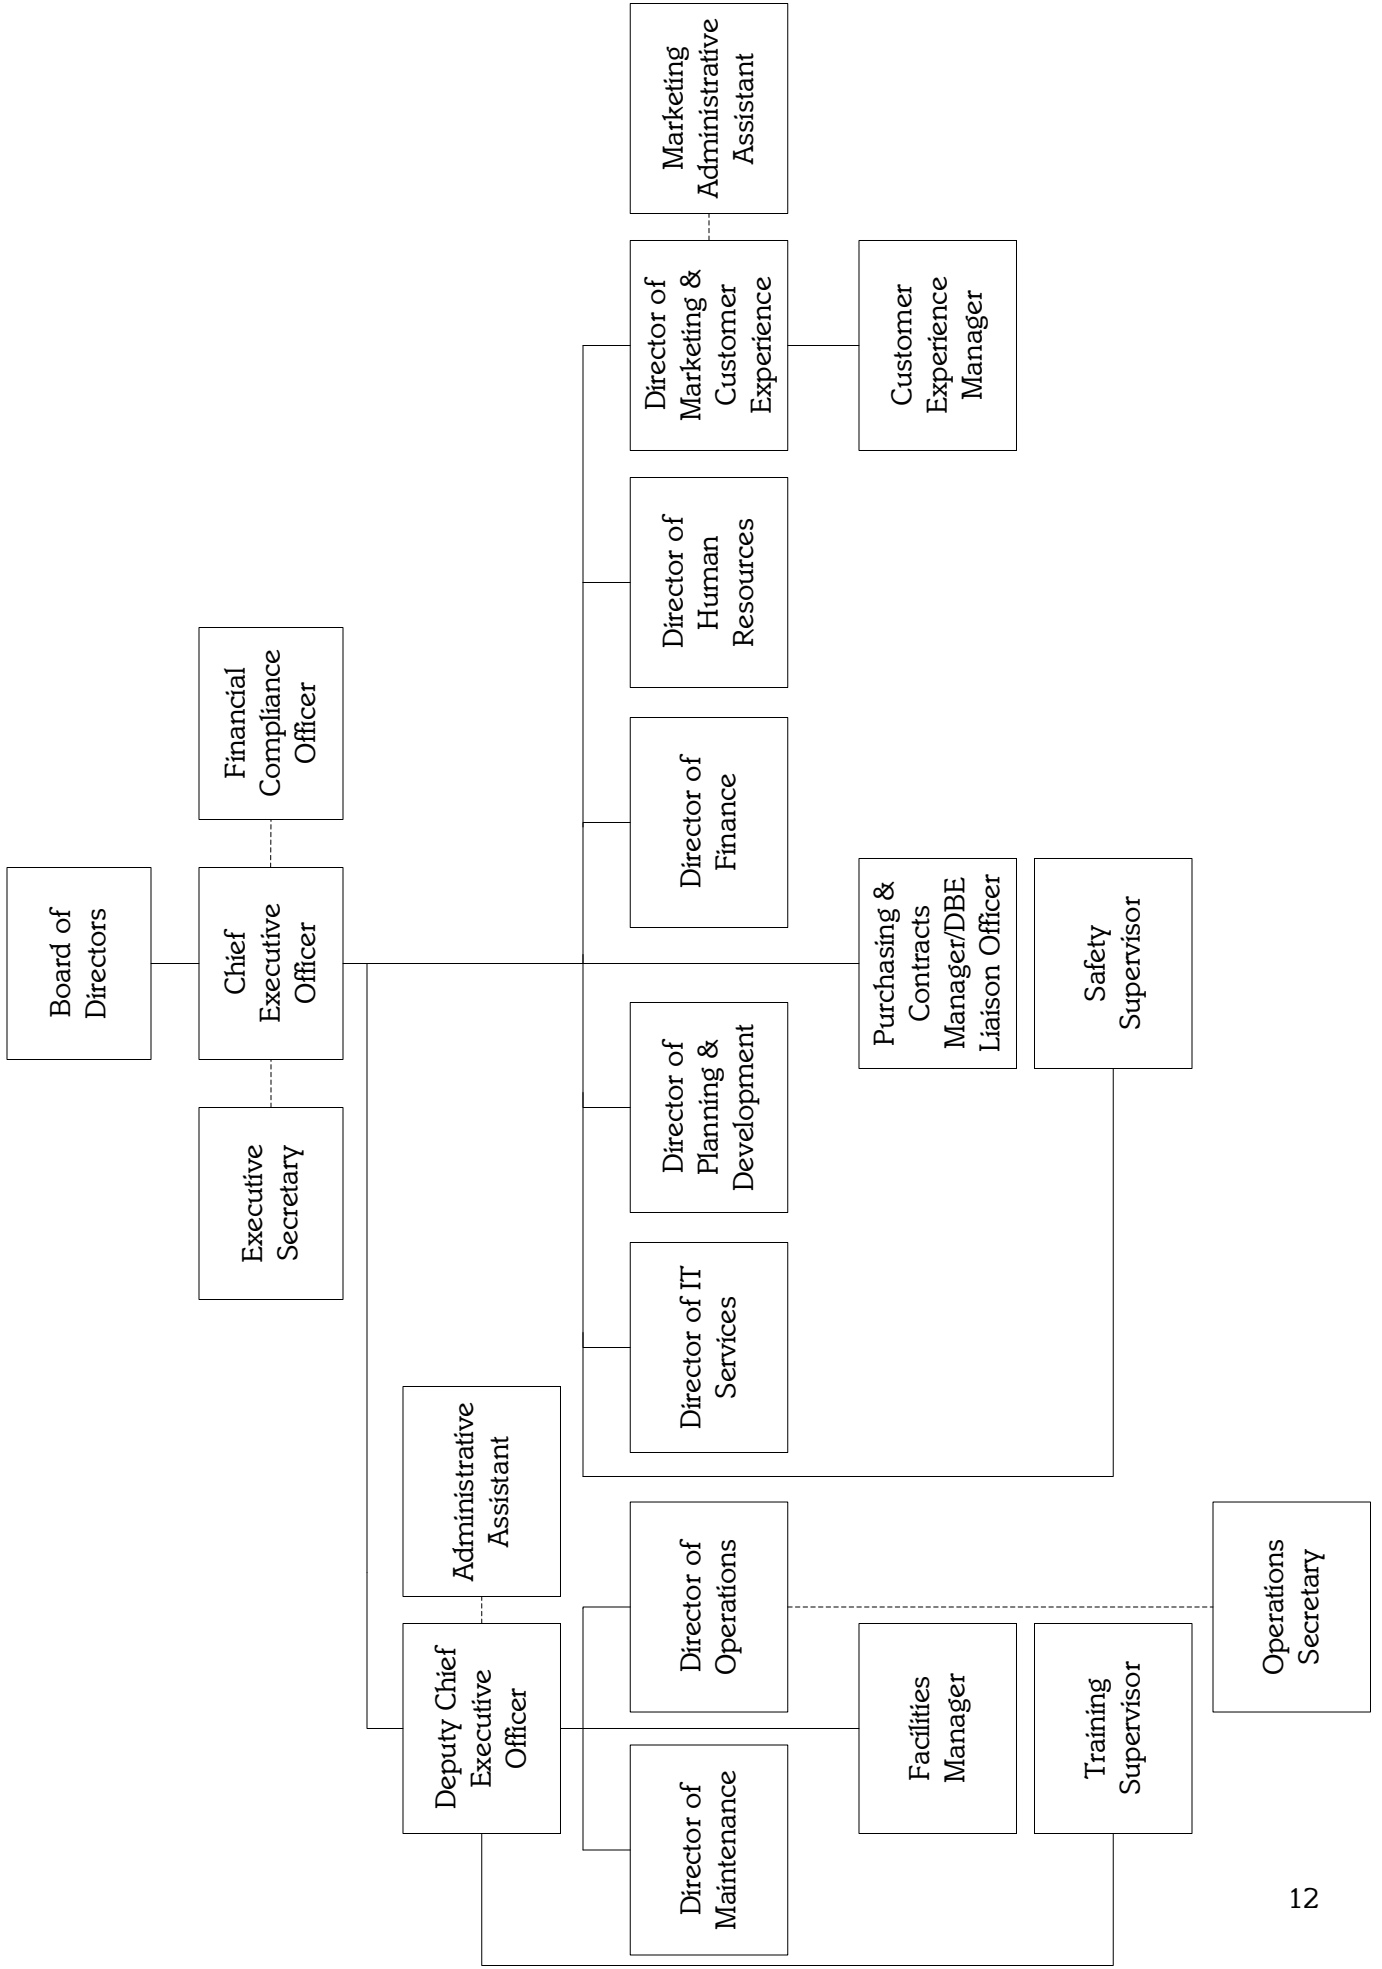 Board of
Directors
Executive
Secretary
Chief
Executive
Officer
Financial
Compliance
Officer
Deputy Chief
Executive
Officer
Administrative
Assistant
Director of
Maintenance
Director of
Operations
Director of IT
Services
Director of
Planning &
Development
Director of
Finance
Director of
Human
Resources
Director of
Marketing &
Customer
Experience
Marketing
Administrative
Assistant
Facilities
Manager
Purchasing &
Contracts
Manager/DBE
Liaison Officer
Customer
Experience
Manager
Training
Supervisor
Safety
Supervisor
Operations
Secretary
12